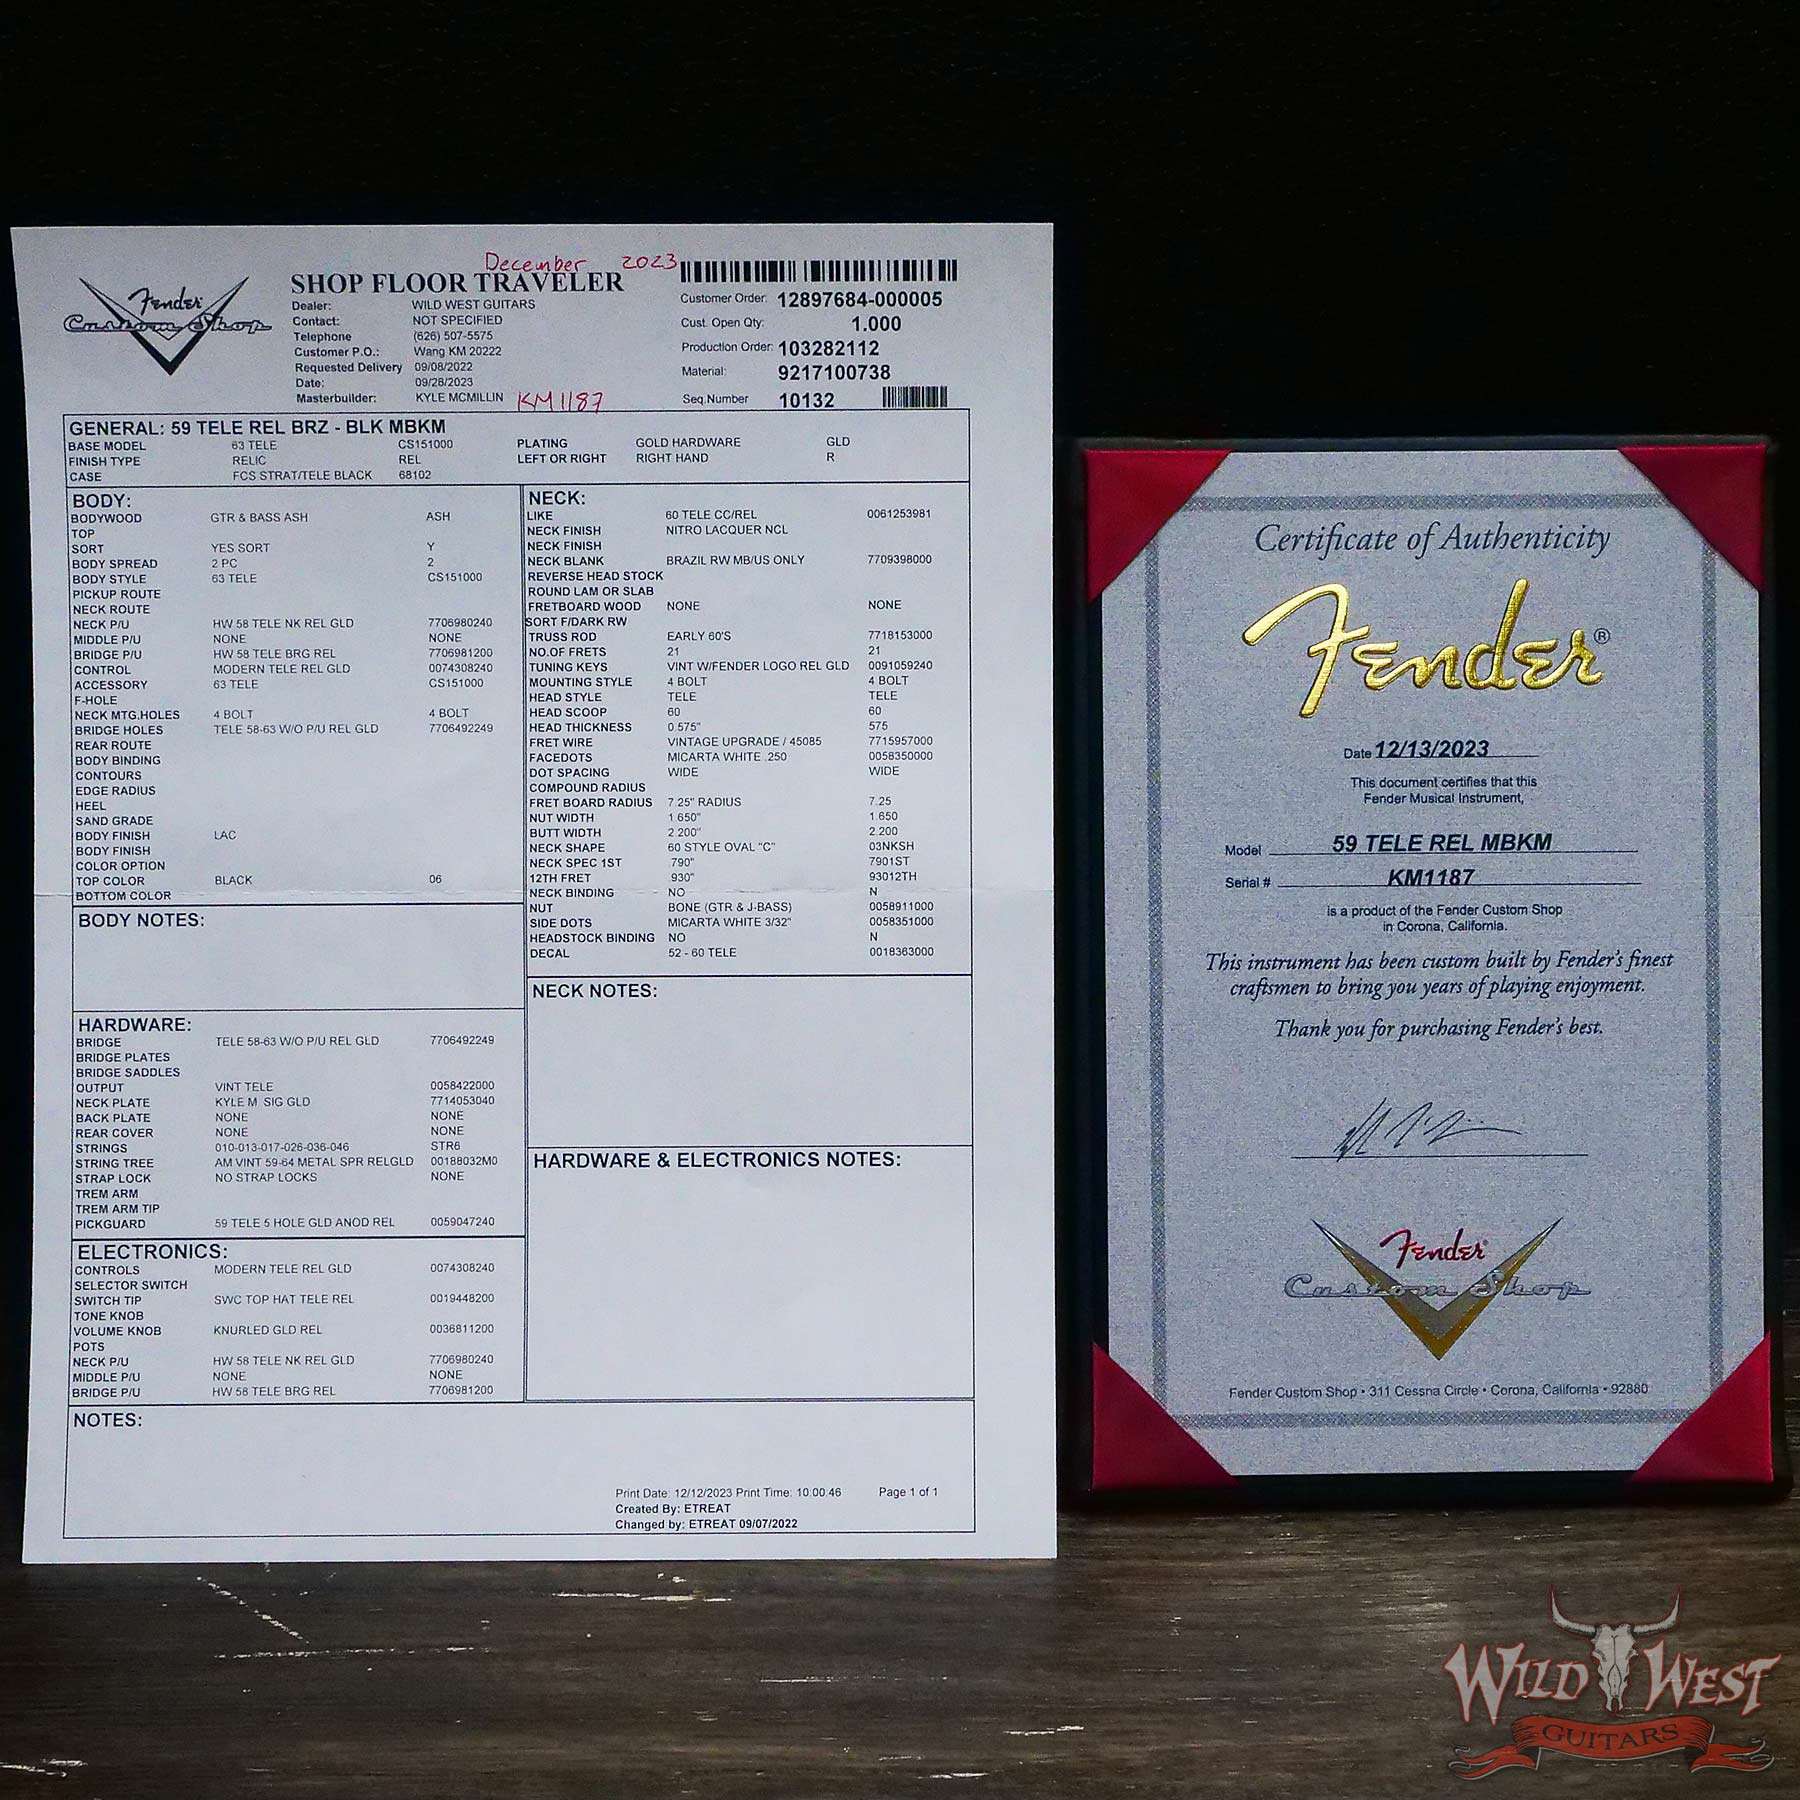 December 2023
Fender
Custom Shop
SHOP FLOOR TRAVELER
Dealer: WILD WEST GUITARS
Contact: NOT SPECIFIED
Telephone (626) 507-5575
Customer P.O.: Wang KM 20222
Requested Delivery 09/08/2022
Date: 09/28/2023
Masterbuilder: KYLE MCMILLIN KM1187
Customer Order: 12897684-000005
Cust. Open Qty: 1.000
Production Order: 103282112
Material: 9217100738
Seq.Number 10132
GENERAL: 59 TELE REL BRZ - BLK MBKM
BASE MODEL 63 TELE CS151000 PLATING GOLD HARDWARE GLD
FINISH TYPE RELIC REL LEFT OR RIGHT RIGHT HAND R
CASE FCS STRAT/TELE BLACK 68102
BODY:
BODYWOOD GTR & BASS ASH ASH
TOP
SORT YES SORT Y
BODY SPREAD 2 PC 2
BODY STYLE 63 TELE CS151000
PICKUP ROUTE
NECK ROUTE
NECK P/U HW 58 TELE NK REL GLD 7706980240
MIDDLE P/U NONE NONE
BRIDGE P/U HW 58 TELE BRG REL 7706981200
CONTROL MODERN TELE REL GLD 0074308240
ACCESSORY 63 TELE CS151000
F-HOLE
NECK MTG.HOLES 4 BOLT 4 BOLT
BRIDGE HOLES TELE 58-63 W/O P/U REL GLD 7706492249
REAR ROUTE
BODY BINDING
CONTOURS
EDGE RADIUS
HEEL
SAND GRADE
BODY FINISH LAC
BODY FINISH
COLOR OPTION
TOP COLOR BLACK 06
BOTTOM COLOR
BODY NOTES:
HARDWARE:
BRIDGE TELE 58-63 W/O P/U REL GLD 7706492249
BRIDGE PLATES
BRIDGE SADDLES
OUTPUT VINT TELE 0058422000
NECK PLATE KYLE M SIG GLD 7714053040
BACK PLATE NONE NONE
REAR COVER NONE NONE
STRINGS 010-013-017-026-036-046 STR6
STRING TREE AM VINT 59-64 METAL SPR RELGLD 00188032M0
STRAP LOCK NO STRAP LOCKS NONE
TREM ARM
TREM ARM TIP
PICKGUARD 59 TELE 5 HOLE GLD ANOD REL 0059047240
ELECTRONICS:
CONTROLS MODERN TELE REL GLD 0074308240
SELECTOR SWITCH
SWITCH TIP SWC TOP HAT TELE REL 0019448200
TONE KNOB
VOLUME KNOB KNURLED GLD REL 0036811200
POTS
NECK P/U HW 58 TELE NK REL GLD 7706980240
MIDDLE P/U NONE NONE
BRIDGE P/U HW 58 TELE BRG REL 7706981200
NECK:
LIKE 60 TELE CC/REL 0061253981
NECK FINISH NITRO LACQUER NCL
NECK FINISH
NECK BLANK BRAZIL RW MB/US ONLY 7709398000
REVERSE HEAD STOCK
ROUND LAM OR SLAB
FRETBOARD WOOD NONE NONE
SORT F/DARK RW
TRUSS ROD EARLY 60'S 7718153000
NO.OF FRETS 21 21
TUNING KEYS VINT W/FENDER LOGO REL GLD 0091059240
MOUNTING STYLE 4 BOLT 4 BOLT
HEAD STYLE TELE TELE
HEAD SCOOP 60 60
HEAD THICKNESS 0.575" 575
FRET WIRE VINTAGE UPGRADE / 45085 7715957000
FACEDOTS MICARTA WHITE .250 0058350000
DOT SPACING WIDE WIDE
COMPOUND RADIUS
FRET BOARD RADIUS 7.25" RADIUS 7.25
NUT WIDTH 1.650" 1.650
BUTT WIDTH 2.200" 2.200
NECK SHAPE 60 STYLE OVAL "C" 03NKSH
NECK SPEC 1ST .790" 7901ST
12TH FRET .930" 93012TH
NECK BINDING NO N
NUT BONE (GTR & J-BASS) 0058911000
SIDE DOTS MICARTA WHITE 3/32" 0058351000
HEADSTOCK BINDING NO N
DECAL 52 - 60 TELE 0018363000
NECK NOTES:
HARDWARE & ELECTRONICS NOTES:
NOTES:
Print Date: 12/12/2023 Print Time: 10.00.46 Page 1 of 1
Created By: ETREAT
Changed by: ETREAT 09/07/2022
Certificate of Authenticity
Fender®
Date 12/13/2023
This document certifies that this
Fender Musical Instrument,
Model 59 TELE REL MBKM
Serial # KM1187
is a product of the Fender Custom Shop
in Corona, California.
This instrument has been custom built by Fender's finest
craftsmen to bring you years of playing enjoyment.
Thank you for purchasing Fender's best.
Fender
Custom Shop
Fender Custom Shop • 311 Cessna Circle • Corona, California • 92880
WILD WEST
GUITARS